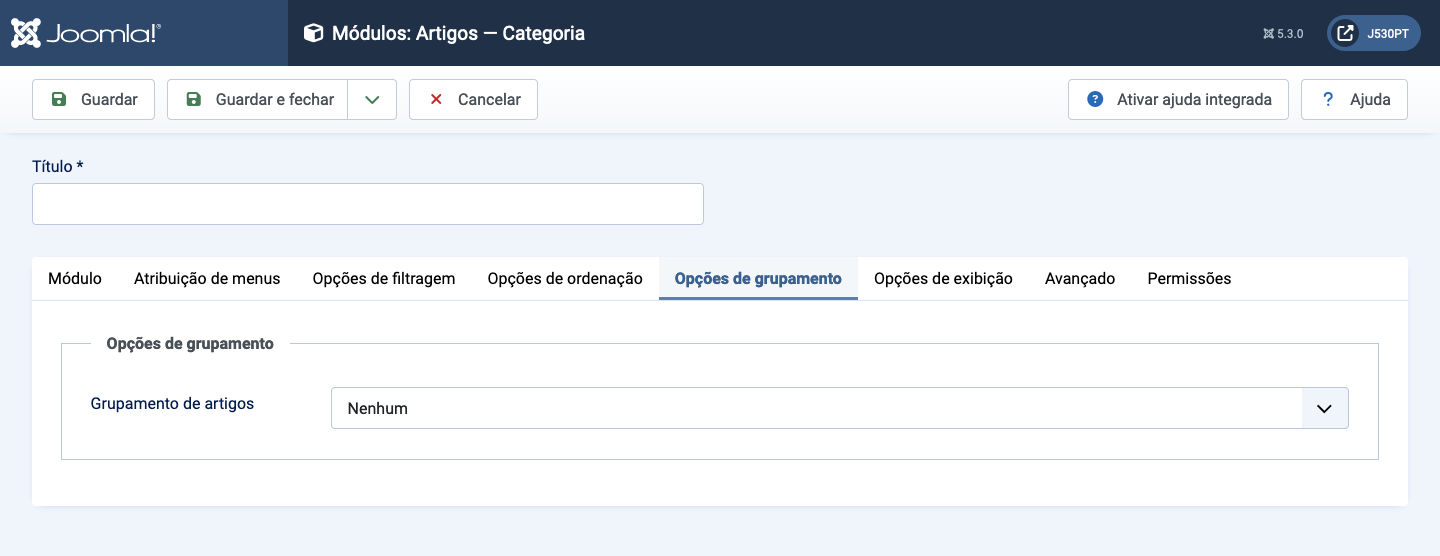 Joomla!® Módulos: Artigos — Categoria 5.3.0 J530PT
Guardar Guardar e fechar Cancelar ? Ativar ajuda integrada ? Ajuda
Título *
Módulo Atribuição de menus Opções de filtragem Opções de ordenação Opções de grupamento Opções de exibição Avançado Permissões
Opções de grupamento
Grupamento de artigos Nenhum